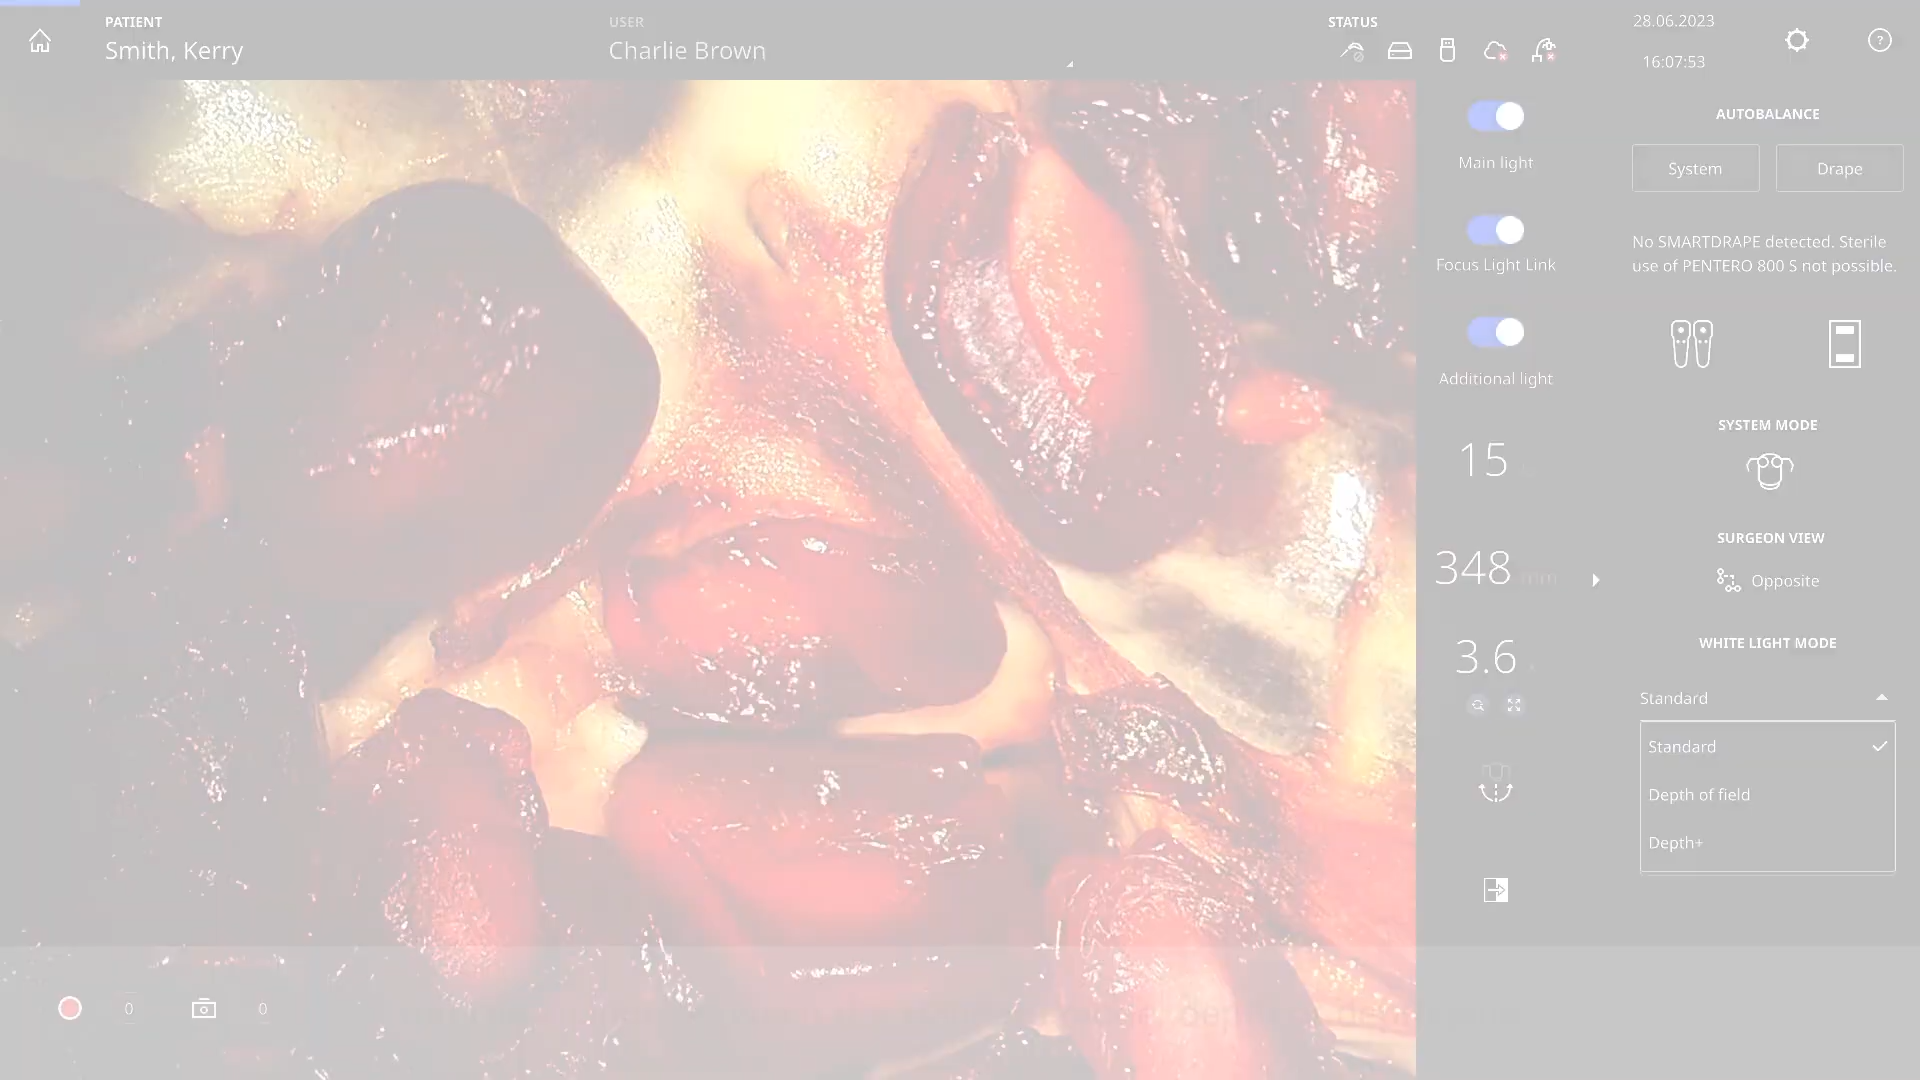 PATIENT
Smith, Kerry
USER
Charlie Brown
STATUS
28.06.2023
16:07:53
Main light
Focus Light Link
Additional light
15
348 mm
3.6
AUTOBALANCE
System
Drape
No SMARTDRAPE detected. Sterile
use of PENTERO 800 S not possible.
SYSTEM MODE
SURGEON VIEW
Opposite
WHITE LIGHT MODE
Standard
Standard
Depth of field
Depth+
0
0